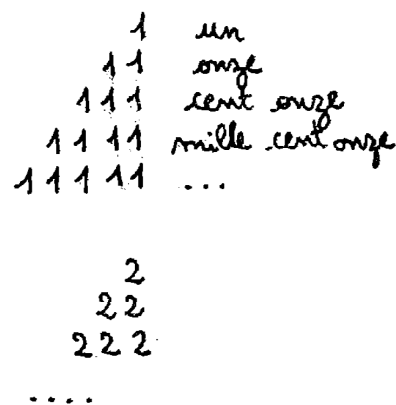 1 un
11 onze
111 cent onze
1111 mille cent onze
11111 ...
2
22
222
....